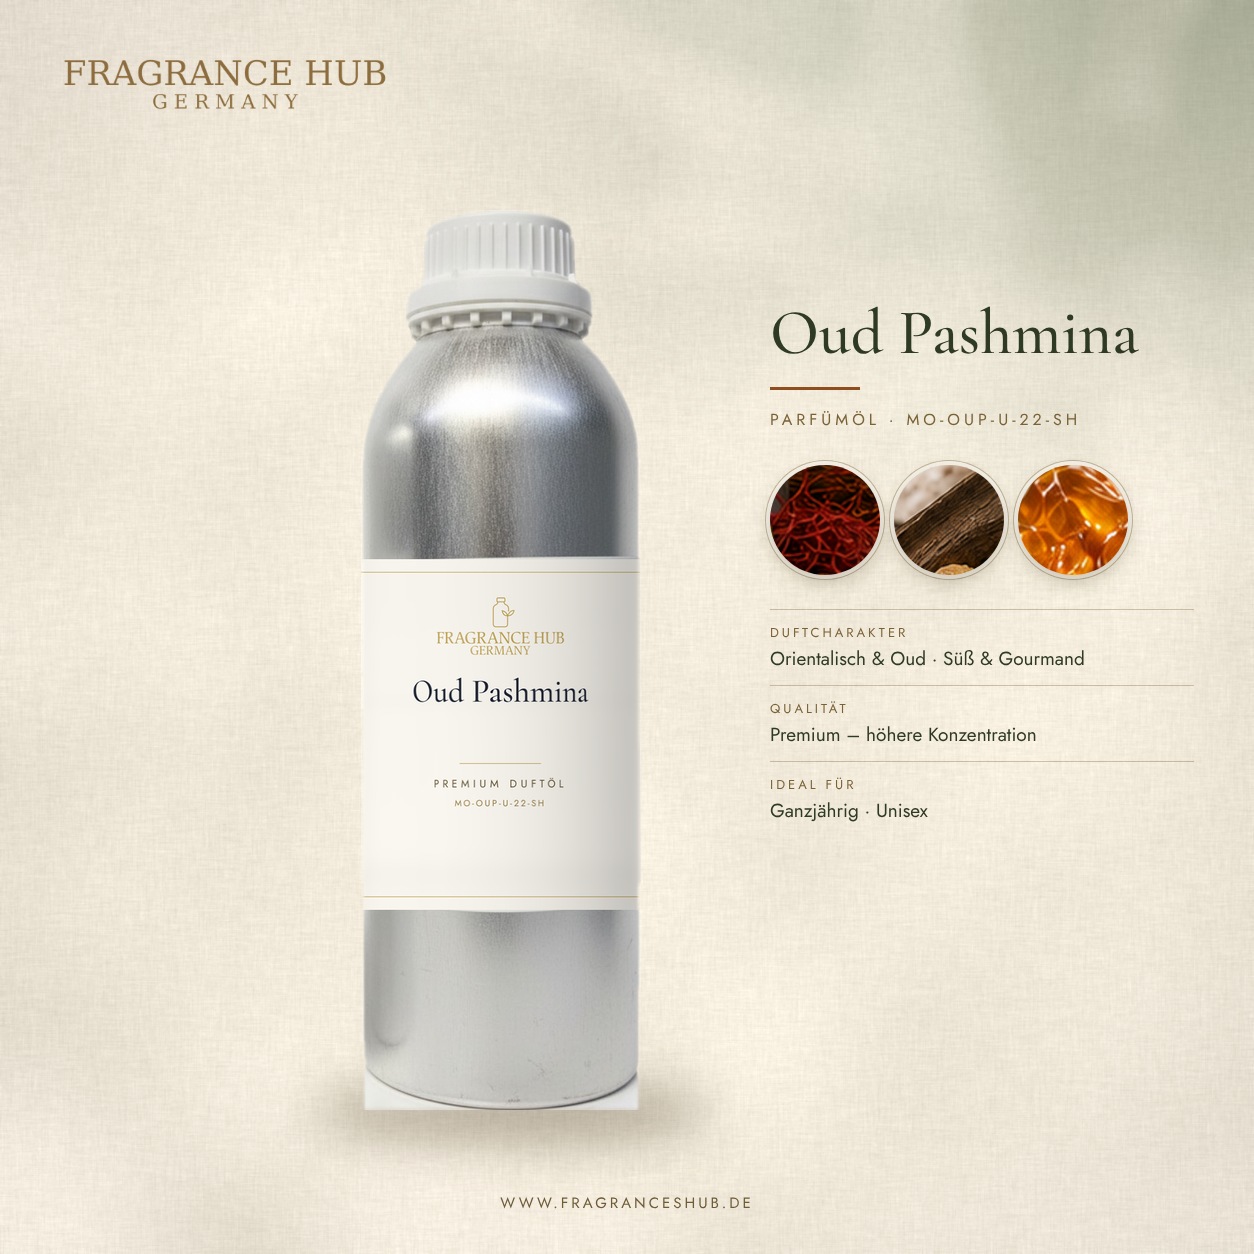 FRAGRANCE HUB
GERMANY
Oud Pashmina
PARFÜMÖL · MO-OUP-U-22-SH
DUFTCHARAKTER
Orientalisch & Oud · Süß & Gourmand
QUALITÄT
Premium – höhere Konzentration
IDEAL FÜR
Ganzjährig · Unisex
FRAGRANCE HUB
GERMANY
Oud Pashmina
PREMIUM DUFTÖL
MO-OUP-U-22-SH
WWW.FRAGRANCESHUB.DE